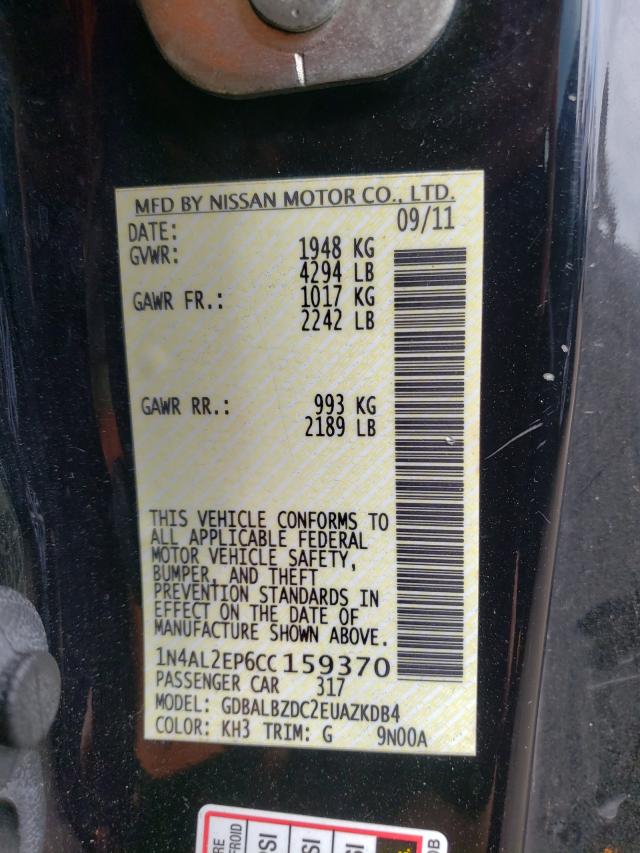 MFD BY NISSAN MOTOR CO., LTD.
DATE: 09/11
GVWR: 1948 KG
4294 LB
GAWR FR.: 1017 KG
2242 LB
GAWR RR.: 993 KG
2189 LB
THIS VEHICLE CONFORMS TO
ALL APPLICABLE FEDERAL
MOTOR VEHICLE SAFETY,
BUMPER, AND THEFT
PREVENTION STANDARDS IN
EFFECT ON THE DATE OF
MANUFACTURE SHOWN ABOVE.
1N4AL2EP6CC159370
PASSENGER CAR 317
MODEL: GDBALBZDC2EUAZKDB4
COLOR: KH3 TRIM: G 9N00A